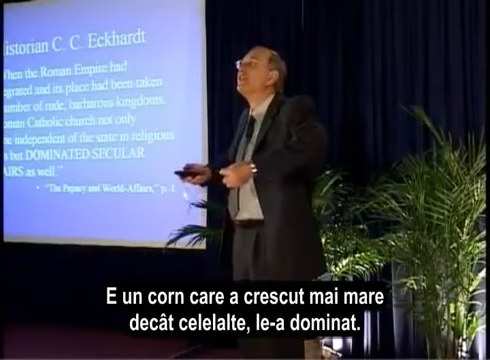 istorian C. C. Eckhardt
hen the Roman Empire had
egrated and its place had been taken
umber of rude, barbarous kingdoms,
oman Catholic church not only
e independent of the state in religious
s but DOMINATED SECULAR
AIRS as well."
• "The Papacy and World-Affairs," p. 1
E un corn care a crescut mai mare
decât celelalte, le-a dominat.